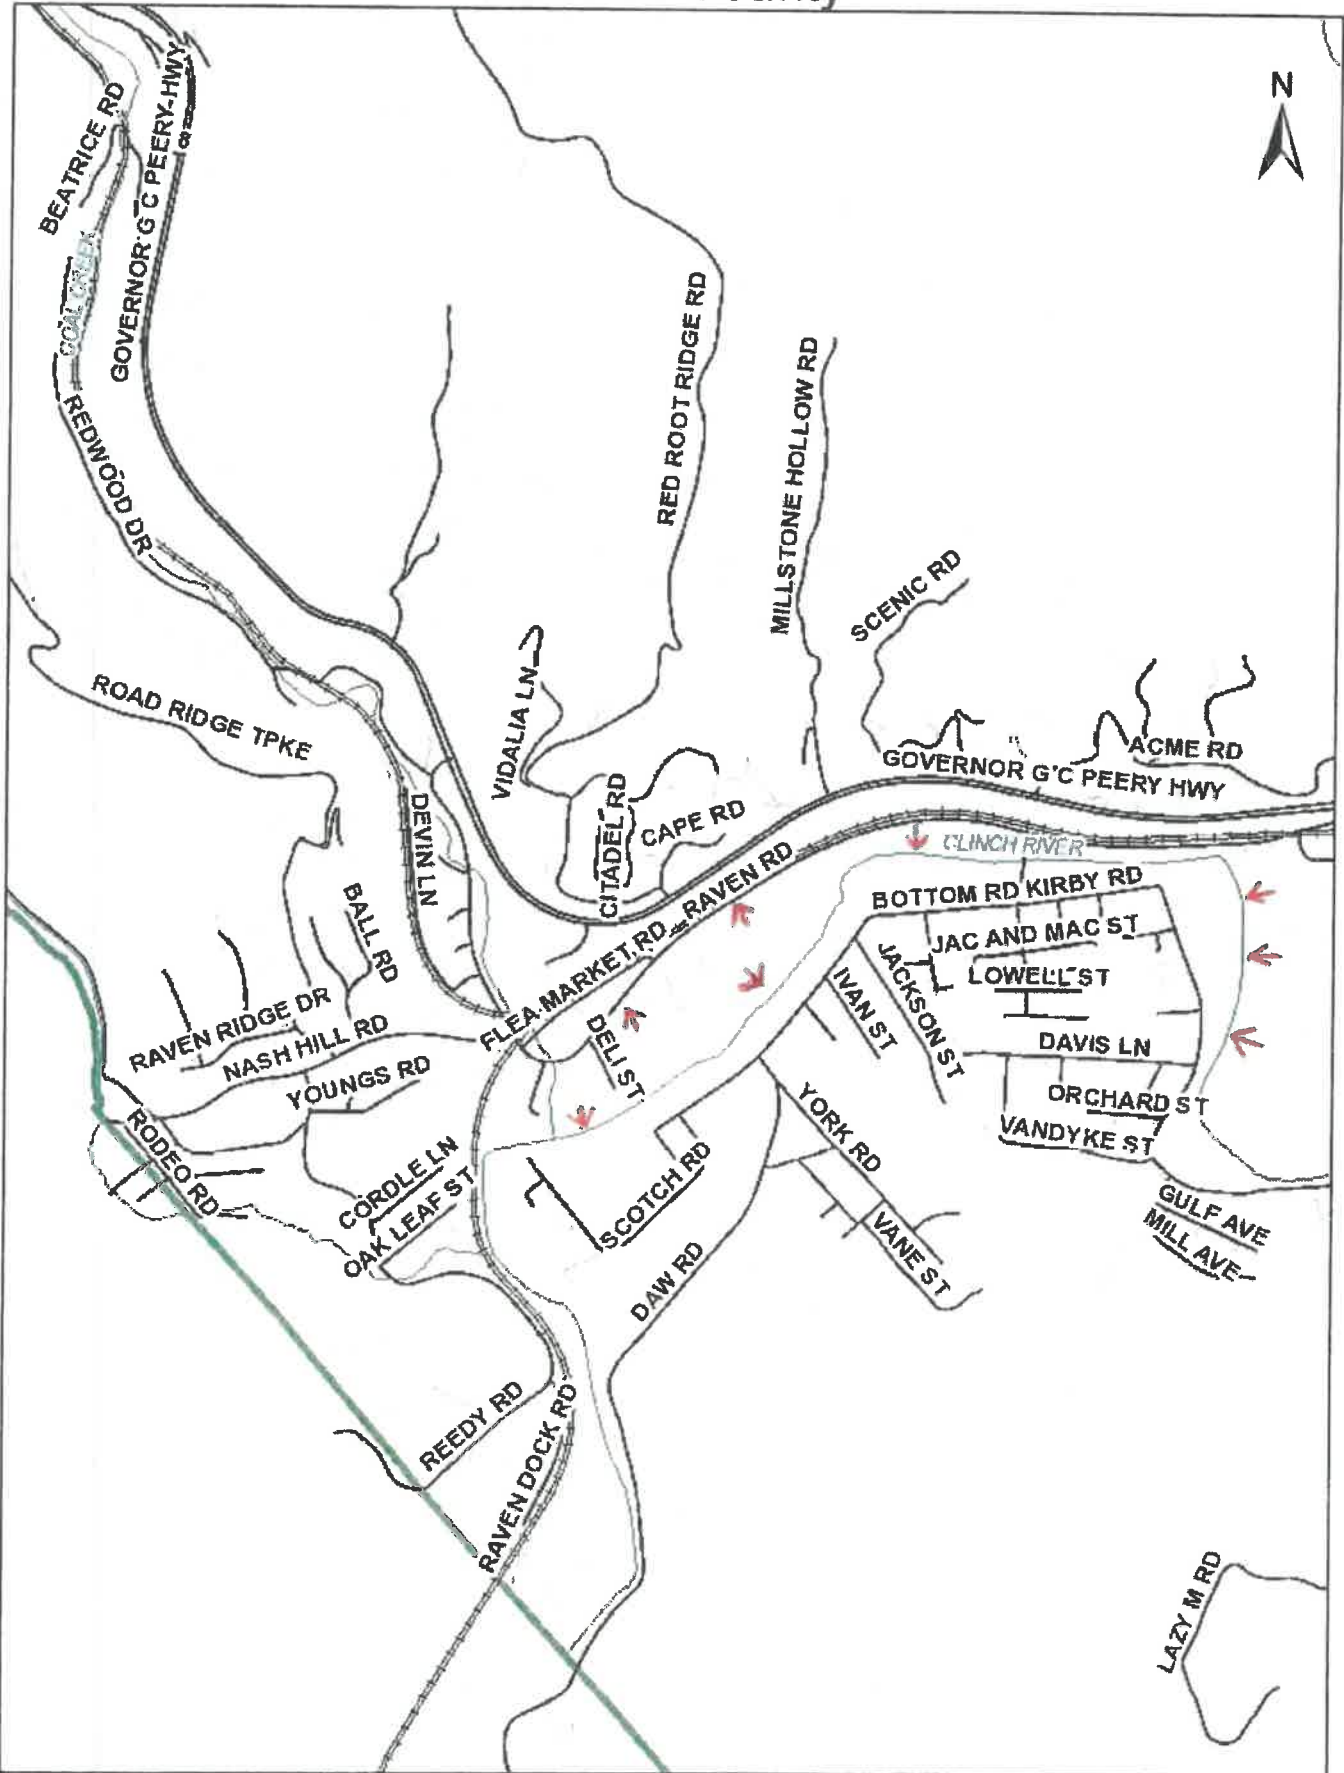 N
BEATRICE RD
GOVERNOR G C PEERY HWY
COAL CREEK
REDWOOD DR
RED ROOT RIDGE RD
MILLSTONE HOLLOW RD
SCENIC RD
ROAD RIDGE TPKE
VIDALIA LN
ACME RD
GOVERNOR G C PEERY HWY
DEVIN LN
CITADEL RD
CAPE RD
CLINCH RIVER
RAVEN RD
BALL RD
BOTTOM RD
KIRBY RD
JAC AND MAC ST
FLEA MARKET RD
JACKSON ST
IVAN ST
LOWELL ST
RAVEN RIDGE DR
NASH HILL RD
DELI ST
DAVIS LN
YOUNGS RD
ORCHARD ST
YORK RD
VANDYKE ST
RODEO RD
CORDLE LN
OAK LEAF ST
SCOTCH RD
VANE ST
GULF AVE
MILL AVE
DAW RD
REEDY RD
RAVEN DOCK RD
LAZY M RD